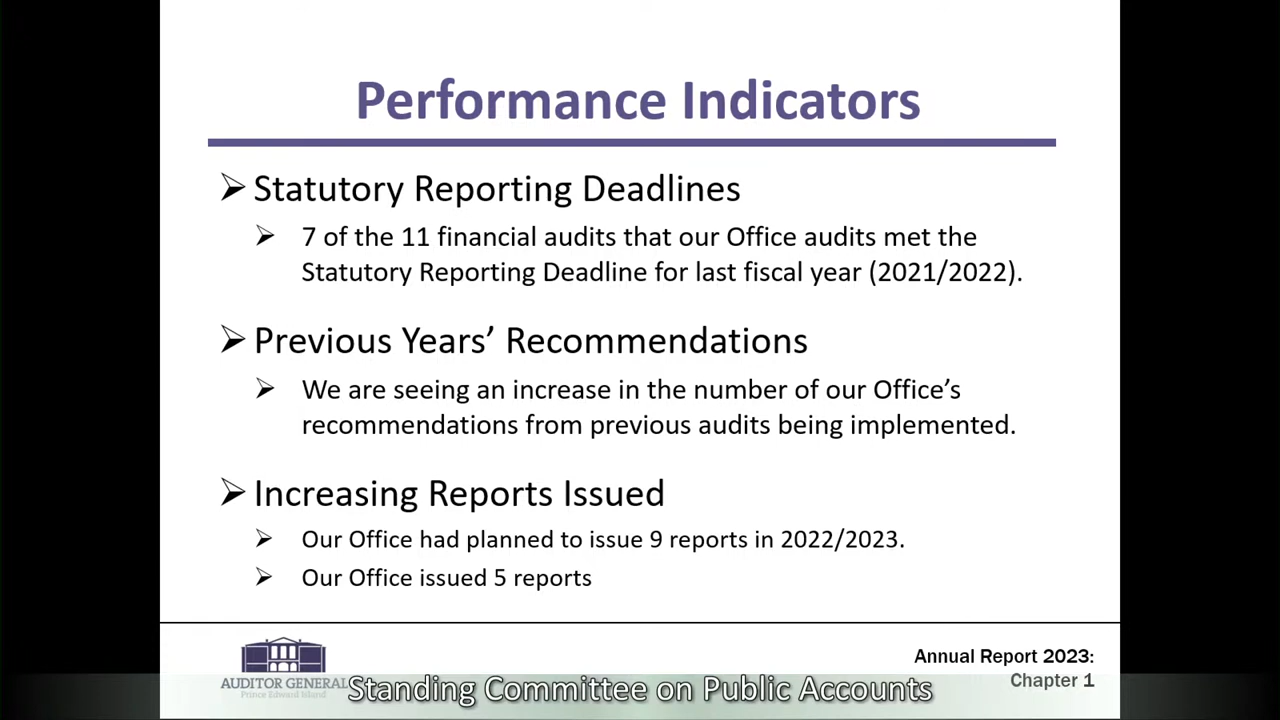 Performance Indicators
➢ Statutory Reporting Deadlines
➢ 7 of the 11 financial audits that our Office audits met the
Statutory Reporting Deadline for last fiscal year (2021/2022).
➢ Previous Years’ Recommendations
➢ We are seeing an increase in the number of our Office’s
recommendations from previous audits being implemented.
➢ Increasing Reports Issued
➢ Our Office had planned to issue 9 reports in 2022/2023.
➢ Our Office issued 5 reports
AUDITOR GENERAL
Prince Edward Island
Annual Report 2023:
Chapter 1
Standing Committee on Public Accounts